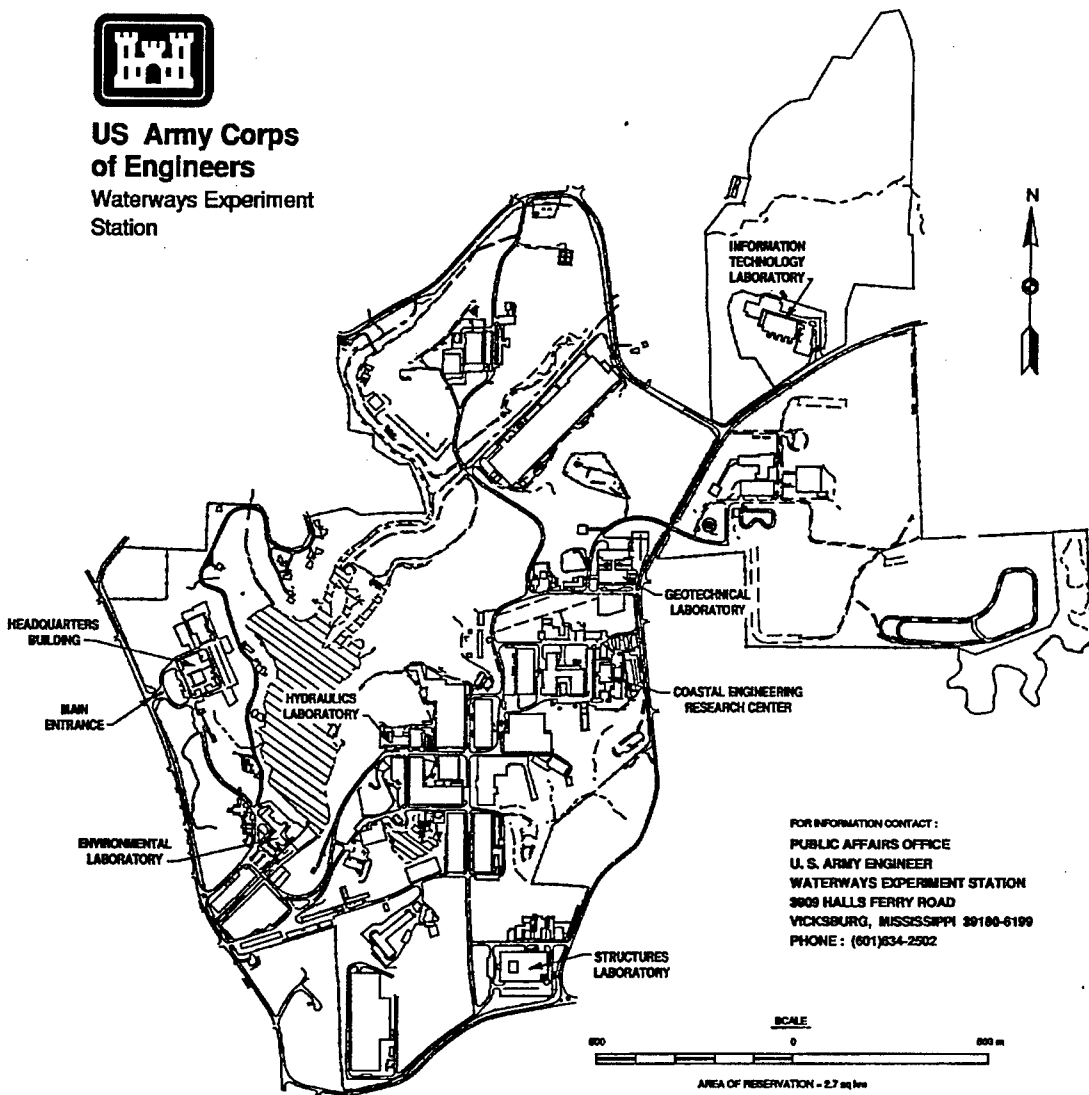 US Army Corps
of Engineers
Waterways Experiment
Station
N
INFORMATION
TECHNOLOGY
LABORATORY
GEOTECHNICAL
LABORATORY
HEADQUARTERS
BUILDING
MAIN
ENTRANCE
HYDRAULICS
LABORATORY
COASTAL ENGINEERING
RESEARCH CENTER
ENVIRONMENTAL
LABORATORY
STRUCTURES
LABORATORY
FOR INFORMATION CONTACT :
PUBLIC AFFAIRS OFFICE
U. S. ARMY ENGINEER
WATERWAYS EXPERIMENT STATION
3909 HALLS FERRY ROAD
VICKSBURG, MISSISSIPPI 39180-6199
PHONE : (601)634-2502
SCALE
0
AREA OF RESERVATION = 2.7 sq km